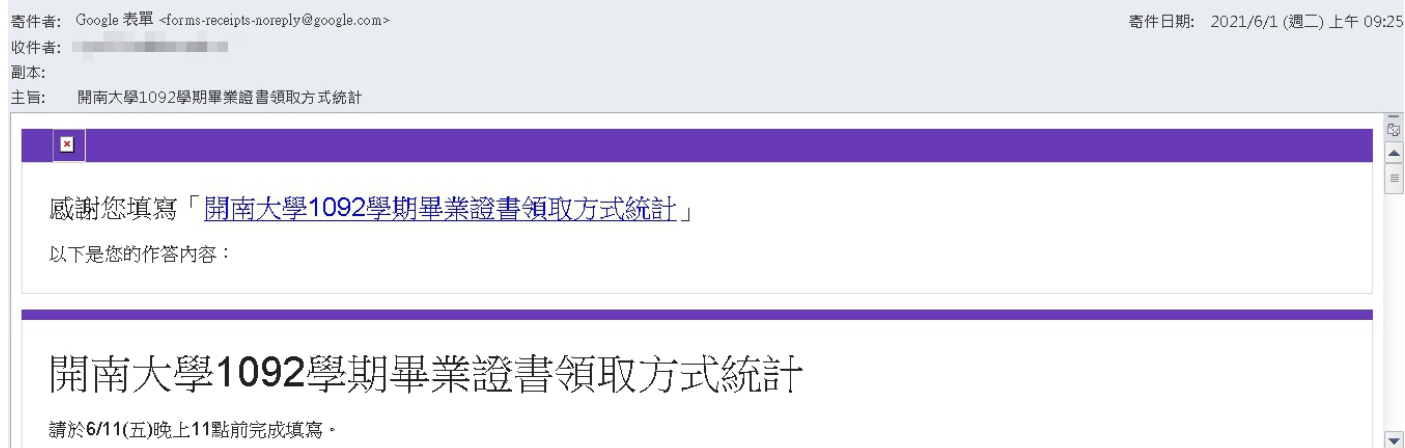 寄件者: Google 表單 <forms-receipts-noreply@google.com>
寄件日期: 2021/6/1 (週二) 上午 09:25
收件者:
副本:
主旨: 開南大學1092學期畢業證書領取方式統計
感謝您填寫「開南大學1092學期畢業證書領取方式統計」
以下是您的作答內容：
開南大學1092學期畢業證書領取方式統計
請於6/11(五)晚上11點前完成填寫。